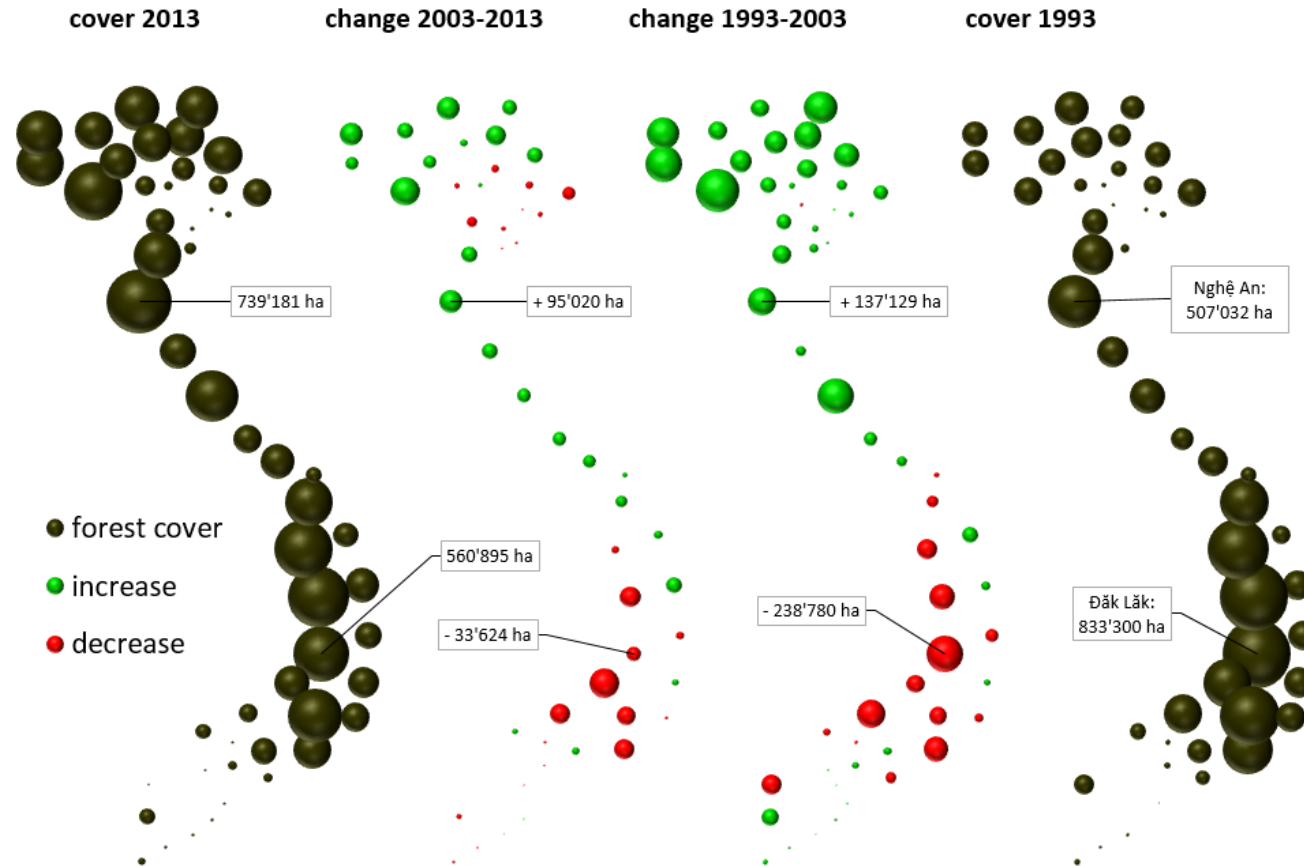 cover 2013
change 2003-2013
change 1993-2003
cover 1993
739'181 ha
+ 95'020 ha
+ 137'129 ha
Nghệ An:
507'032 ha
forest cover
increase
decrease
560'895 ha
- 33'624 ha
- 238'780 ha
Đăk Lăk:
833'300 ha